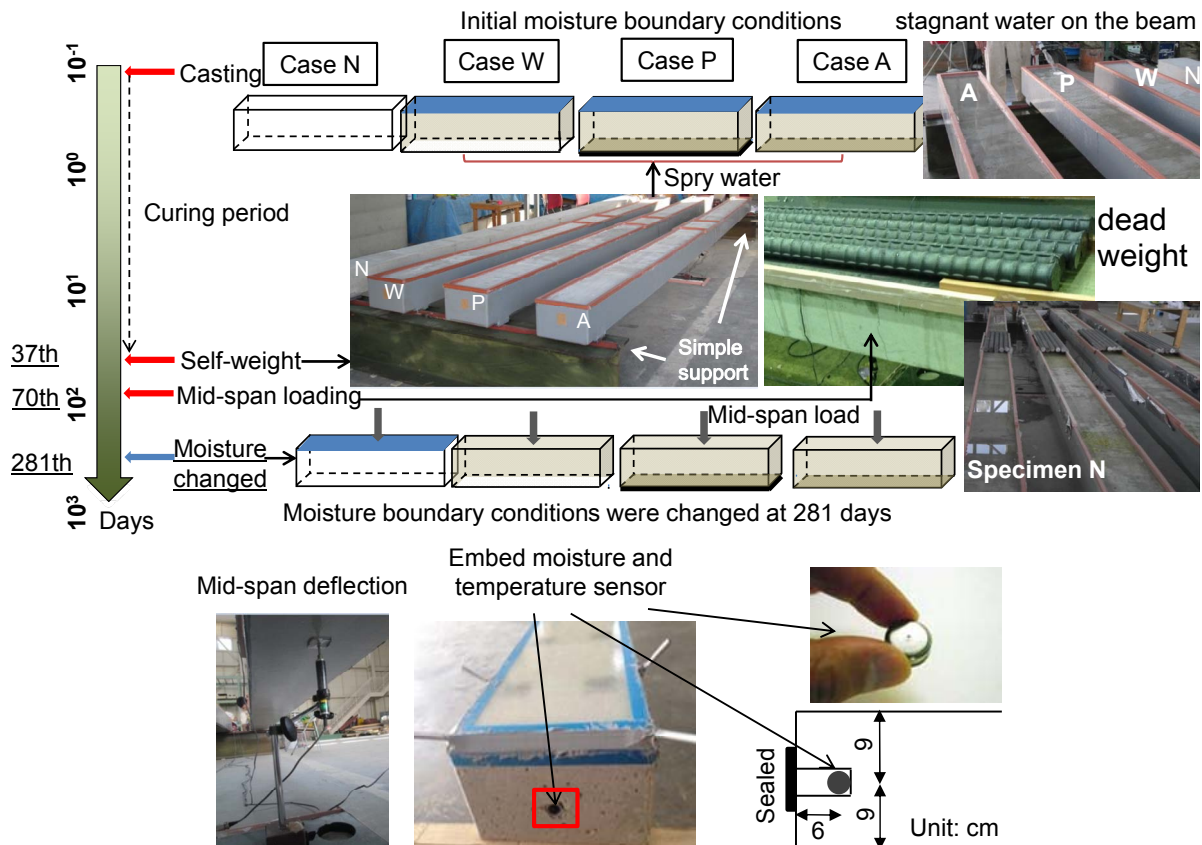 Initial moisture boundary conditions
stagnant water on the beam
Case N
Case W
Case P
Case A
A
P
W
N
10-1
Casting
10⁰
Spry water
Curing period
dead
weight
10¹
N
W
P
A
Simple
support
37th
Self-weight
70th
10²
Mid-span loading
Mid-span load
281th
Moisture
changed
Specimen N
10³
Days
Moisture boundary conditions were changed at 281 days
Mid-span deflection
Embed moisture and
temperature sensor
Sealed
9
6
9
Unit: cm